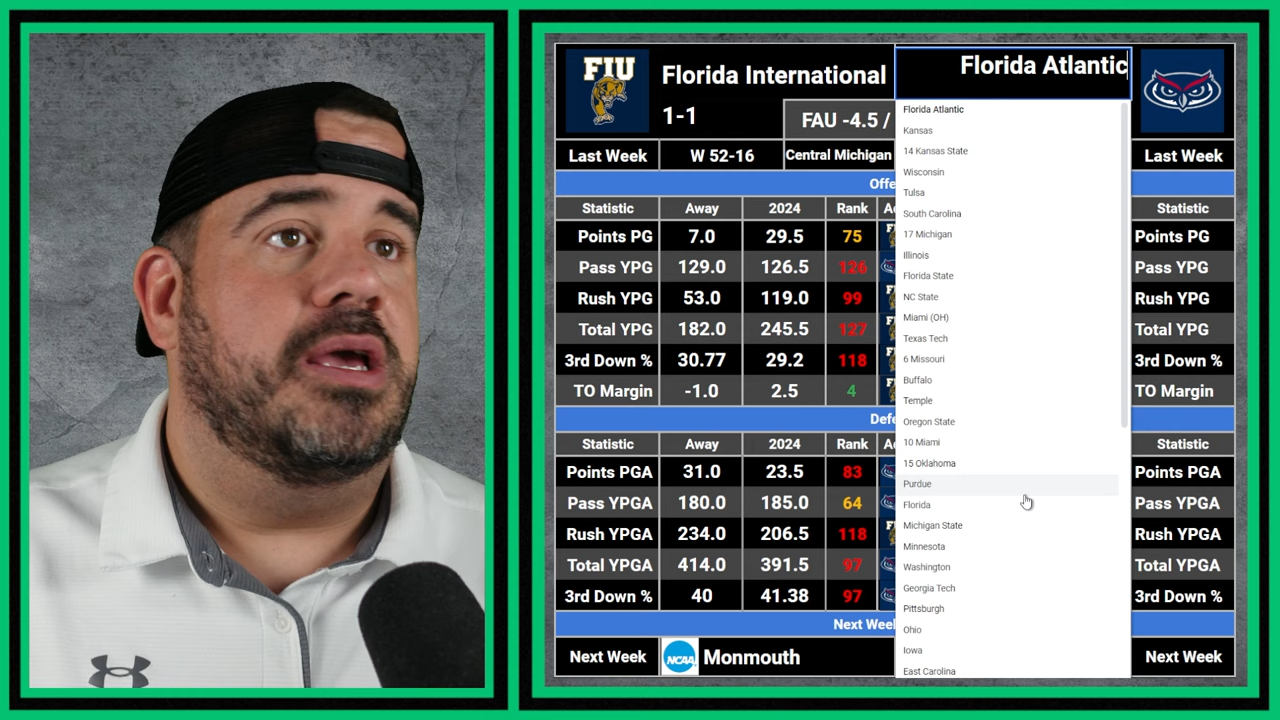 FIU
Florida International
Florida Atlantic
1-1
FAU -4.5 /
Last Week
W 52-16
Central Michigan
Last Week
Offe
Statistic
Away
2024
Rank
Statistic
Points PG
7.0
29.5
75
Points PG
Pass YPG
129.0
126.5
126
Pass YPG
Rush YPG
53.0
119.0
99
Rush YPG
Total YPG
182.0
245.5
127
Total YPG
3rd Down %
30.77
29.2
118
3rd Down %
TO Margin
-1.0
2.5
4
TO Margin
Defe
Statistic
Away
2024
Rank
Statistic
Points PGA
31.0
23.5
83
Points PGA
Pass YPGA
180.0
185.0
64
Pass YPGA
Rush YPGA
234.0
206.5
118
Rush YPGA
Total YPGA
414.0
391.5
97
Total YPGA
3rd Down %
40
41.38
97
3rd Down %
Next Wee
Next Week
NCAA
Monmouth
Next Week
Florida Atlantic
Kansas
14 Kansas State
Wisconsin
Tulsa
South Carolina
17 Michigan
Illinois
Florida State
NC State
Miami (OH)
Texas Tech
6 Missouri
Buffalo
Temple
Oregon State
10 Miami
15 Oklahoma
Purdue
Florida
Michigan State
Minnesota
Washington
Georgia Tech
Pittsburgh
Ohio
Iowa
East Carolina